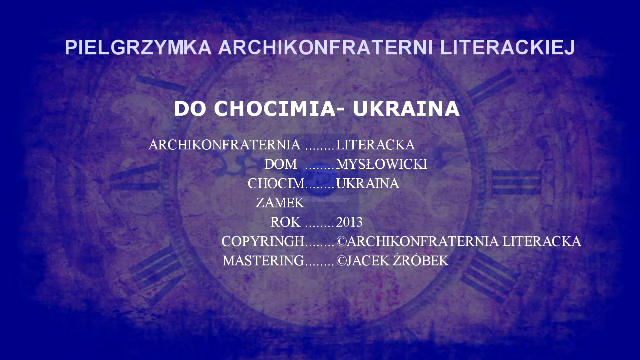 PIELGRZYMKA ARCHIKONFRATERNI LITERACKIEJ
DO CHOCIMIA- UKRAINA
ARCHIKONFRATERNIA ........LITERACKA
DOM ........MYSŁOWICKI
CHOCIM........UKRAINA
ZAMEK
ROK ........2013
COPYRINGH........©ARCHIKONFRATERNIA LITERACKA
MASTERING........©JACEK ŹRÓBEK